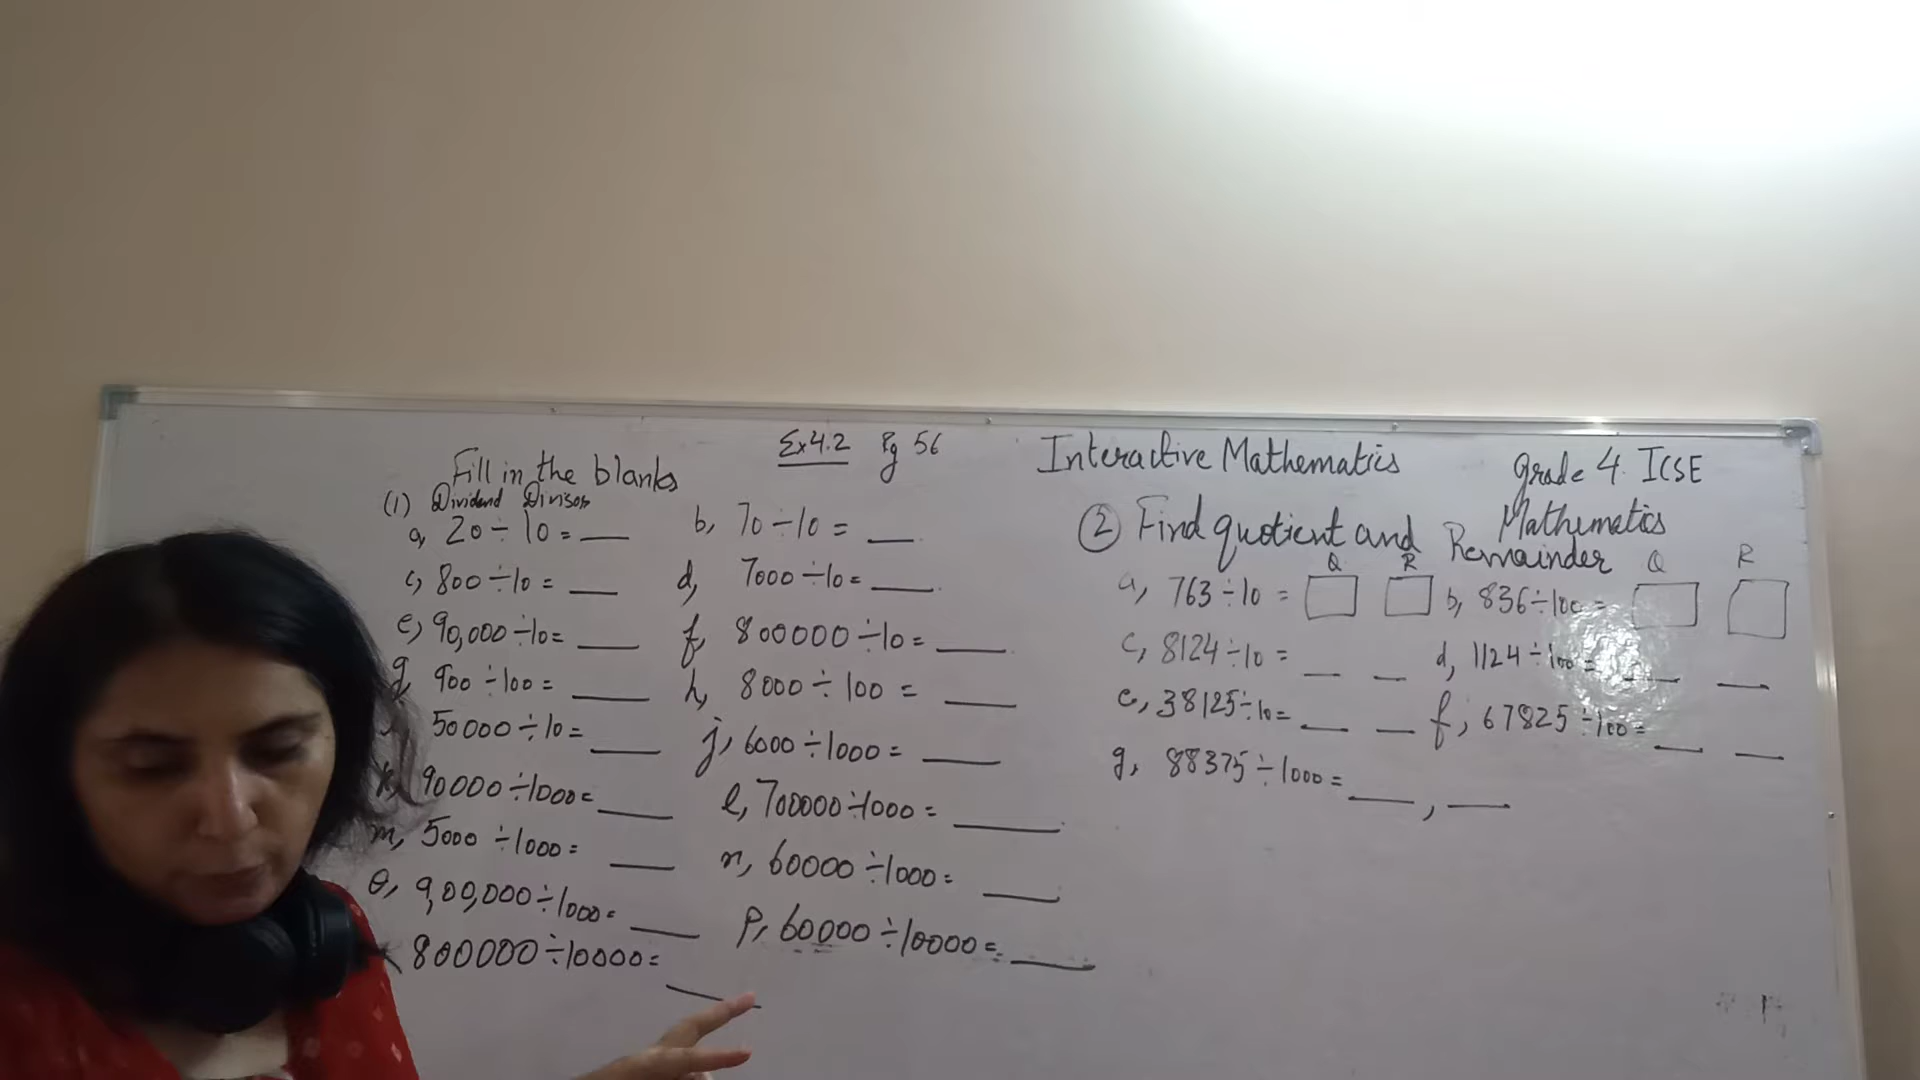 Ex 4.2 Pg 56
Interactive Mathematics
Grade 4. ICSE
Mathematics
Fill in the blanks
(1) Dividend Divisor
a, 20 ÷ 10 = ___ b, 70 ÷ 10 = ___
c, 800 ÷ 10 = ___ d, 7000 ÷ 10 = ___
e, 90,000 ÷ 10 = ___ f, 800000 ÷ 10 = ___
g, 900 ÷ 100 = ___ h, 8000 ÷ 100 = ___
50000 ÷ 10 = ___ j, 6000 ÷ 1000 = ___
k, 90000 ÷ 1000 = ___ l, 700000 ÷ 1000 = ___
m, 5000 ÷ 1000 = ___ n, 60000 ÷ 1000 = ___
o, 9,00,000 ÷ 1000 = ___ p, 60000 ÷ 10000 = ___
800000 ÷ 10000 = ___
② Find quotient and Remainder
Q R Q R
a, 763 ÷ 10 = b, 836 ÷ 100 =
c, 8124 ÷ 10 = ___ ___ d, 1124 ÷ 100 = ___ ___
e, 38125 ÷ 10 = ___ ___ f, 67825 ÷ 100 = ___ ___
g, 88375 ÷ 1000 = ___ , ___